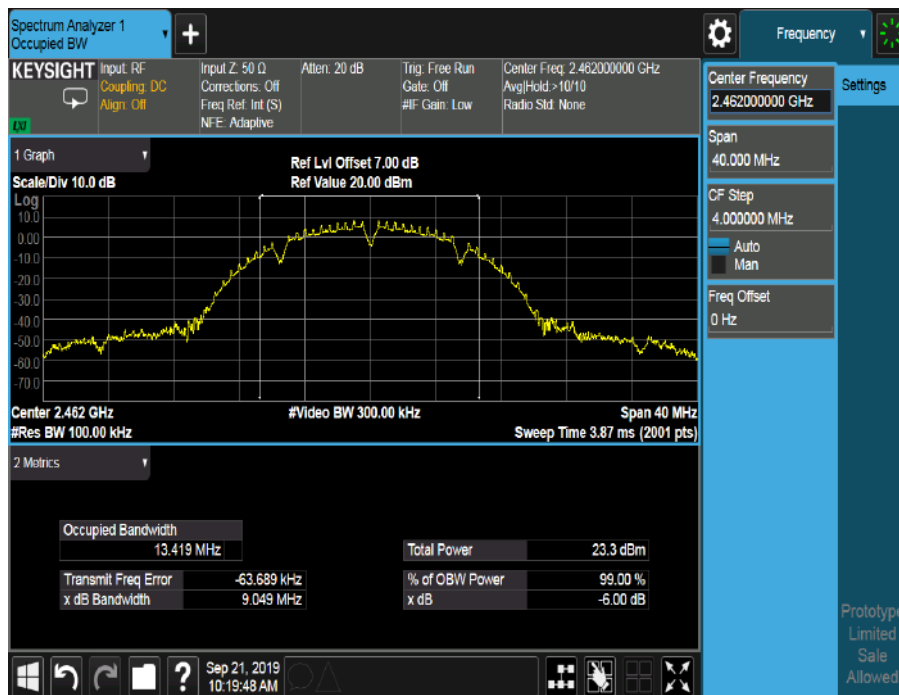 Spectrum Analyzer 1
Occupied BW
+
Frequency
KEYSIGHT
Input: RF
Coupling: DC
Align: Off
Input Z: 50 Ω
Corrections: Off
Freq Ref: Int (S)
NFE: Adaptive
Atten: 20 dB
Trig: Free Run
Gate: Off
#IF Gain: Low
Center Freq: 2.462000000 GHz
Avg|Hold:>10/10
Radio Std: None
LXI
1 Graph
Scale/Div 10.0 dB
Ref Lvl Offset 7.00 dB
Ref Value 20.00 dBm
Log
10.0
0.00
-10.0
-20.0
-30.0
-40.0
-50.0
-60.0
-70.0
Center 2.462 GHz
#Video BW 300.00 kHz
Span 40 MHz
#Res BW 100.00 kHz
Sweep Time 3.87 ms (2001 pts)
2 Metrics
Occupied Bandwidth
13.419 MHz
Total Power 23.3 dBm
Transmit Freq Error -63.689 kHz
% of OBW Power 99.00 %
x dB Bandwidth 9.049 MHz
x dB -6.00 dB
?
Sep 21, 2019
10:19:48 AM
Center Frequency
2.462000000 GHz
Span
40.000 MHz
CF Step
4.000000 MHz
Auto
Man
Freq Offset
0 Hz
Settings
Prototype
Limited
Sale
Allowed